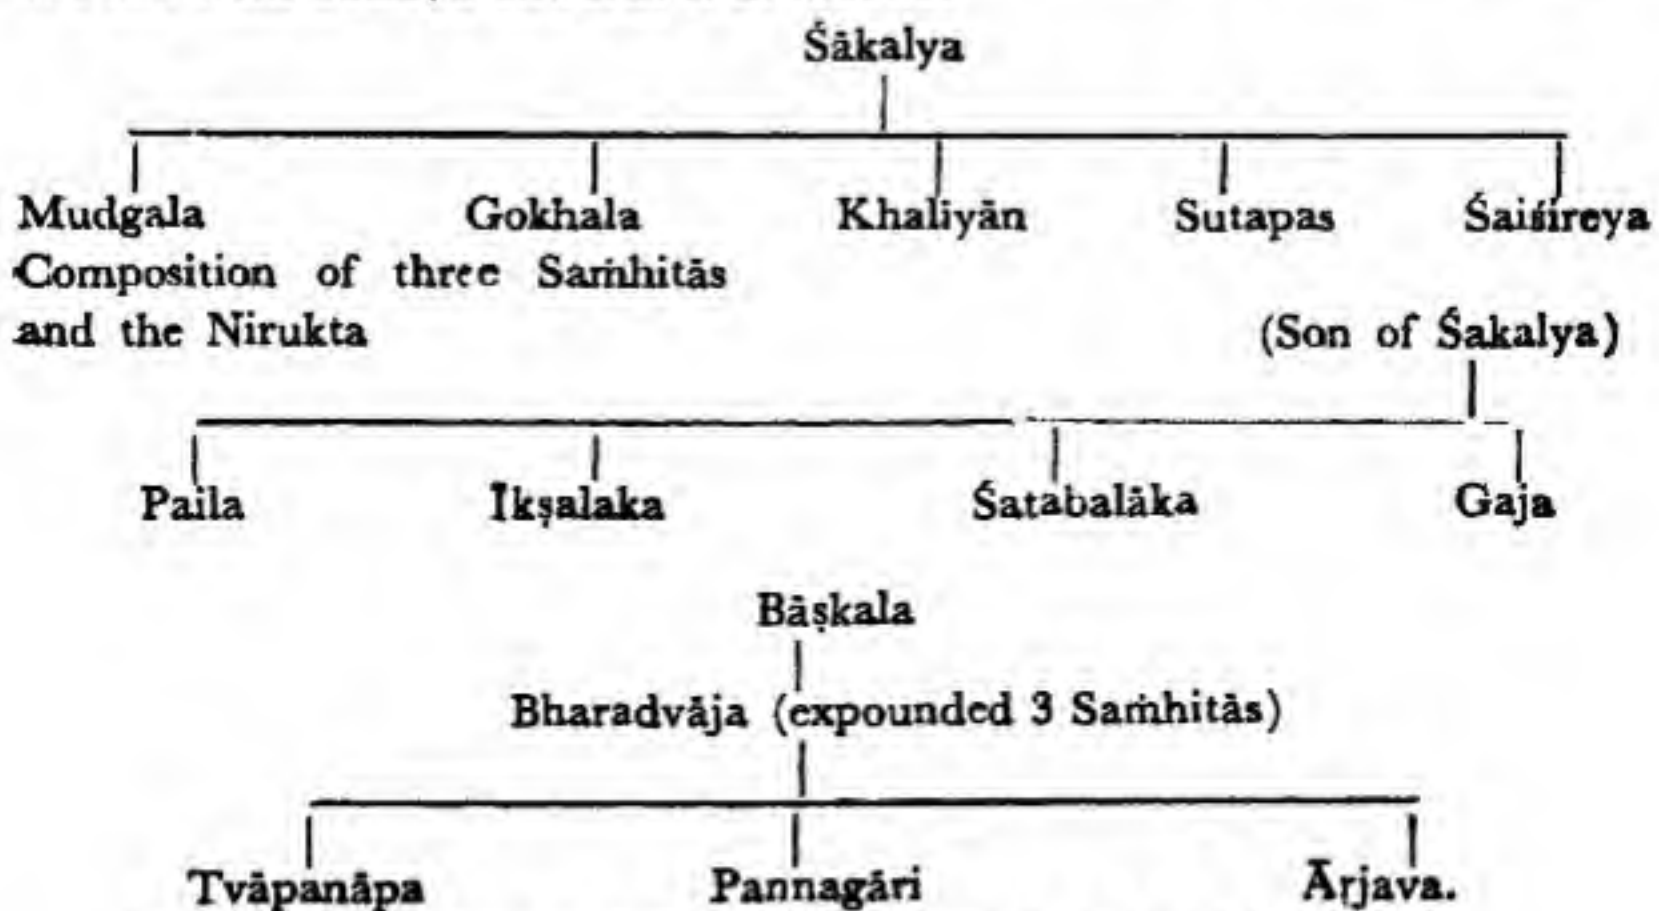 Śākalya
Mudgala Gokhala Khaliyān Sutapas Śaiśireya
Composition of three Saṁhitās
and the Nirukta (Son of Śakalya)
Paila Īkṣalaka Śatabalāka Gaja
Bāṣkala
Bharadvāja (expounded 3 Saṁhitās)
Tvāpanāpa Pannagāri Āṛjava.